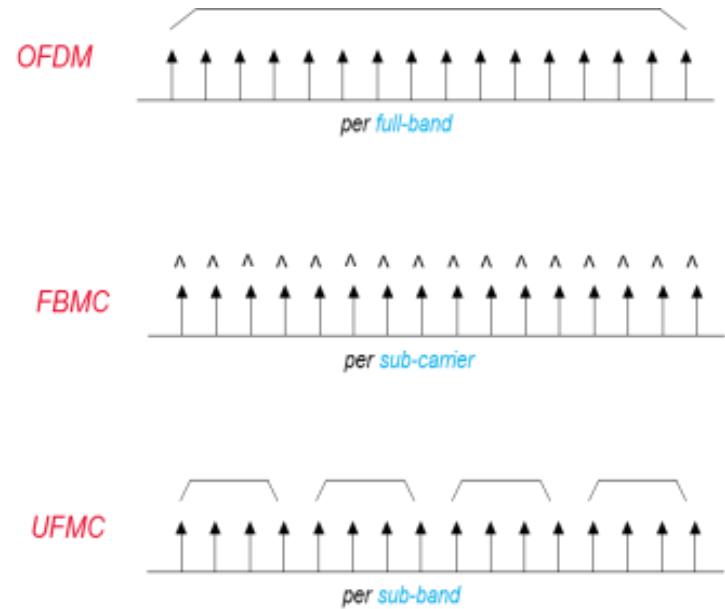 OFDM
per full-band
FBMC
per sub-carrier
UFMC
per sub-band